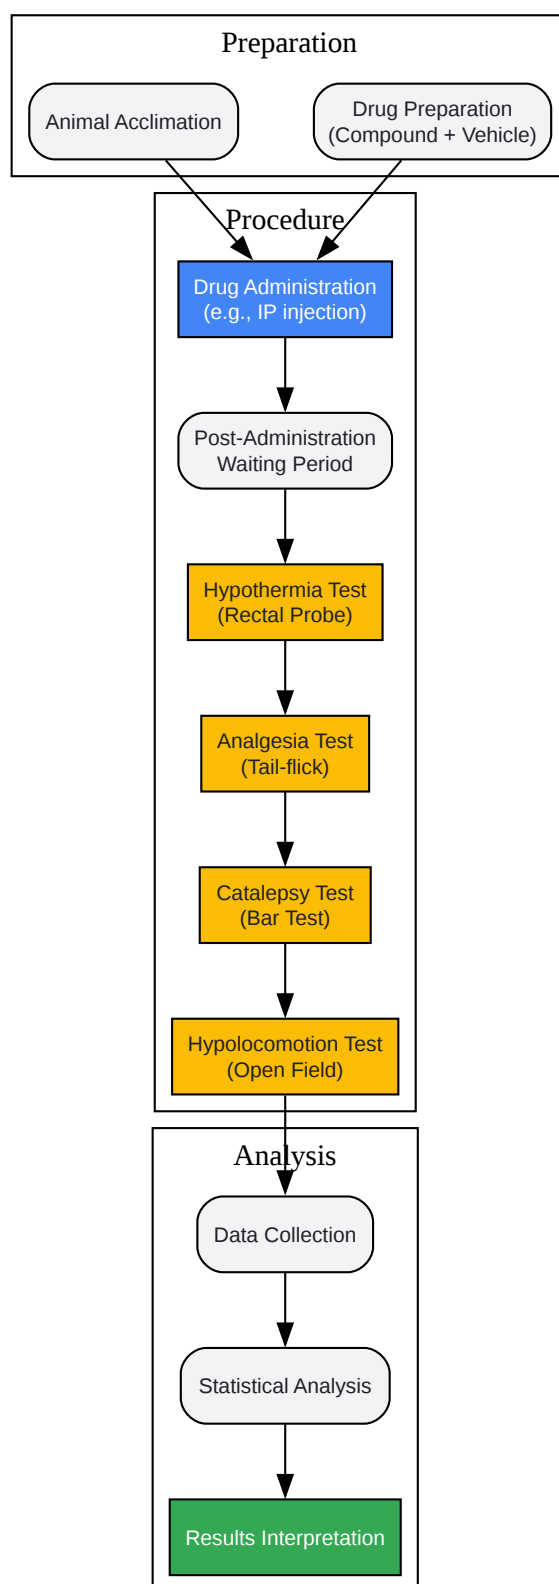 Preparation
Animal Acclimation
Drug Preparation
(Compound + Vehicle)
Procedure
Drug Administration
(e.g., IP injection)
Post-Administration
Waiting Period
Hypothermia Test
(Rectal Probe)
Analgesia Test
(Tail-flick)
Catalepsy Test
(Bar Test)
Hypolocomotion Test
(Open Field)
Analysis
Data Collection
Statistical Analysis
Results Interpretation